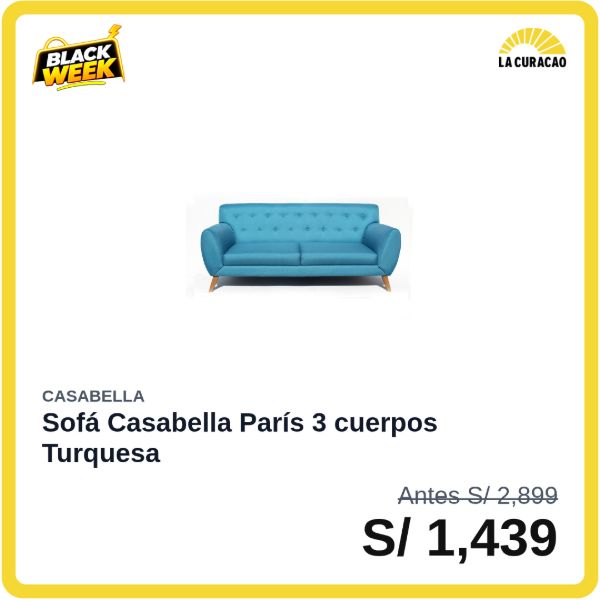 BLACK
WEEK
LA CURACAO
CASABELLA
Sofá Casabella París 3 cuerpos
Turquesa
Antes S/ 2,899
S/ 1,439